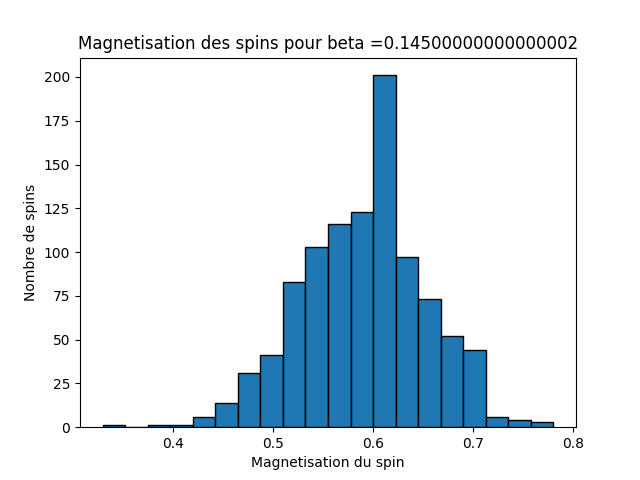 Magnetisation des spins pour beta =0.14500000000000002
200
175
150
125
100
75
50
25
0
Nombre de spins
0.4 0.5 0.6 0.7 0.8
Magnetisation du spin